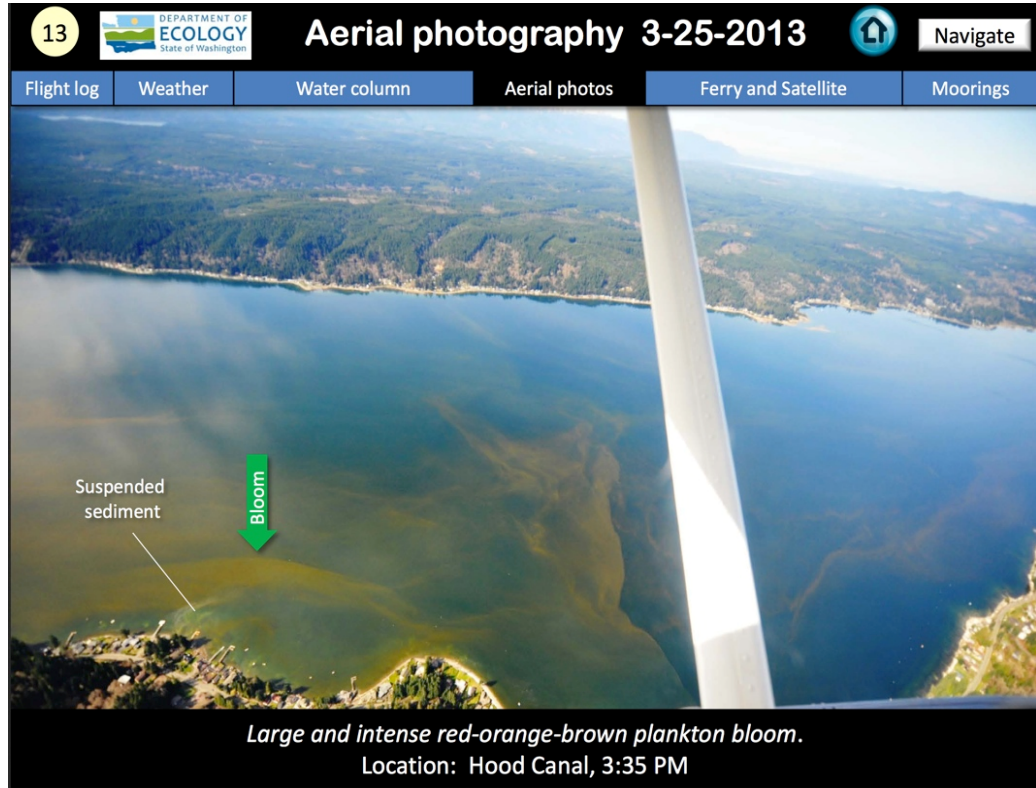 13
DEPARTMENT OF
ECOLOGY
State of Washington
Aerial photography 3-25-2013
Navigate
Flight log
Weather
Water column
Aerial photos
Ferry and Satellite
Moorings
Suspended
sediment
Bloom
Large and intense red-orange-brown plankton bloom.
Location: Hood Canal, 3:35 PM